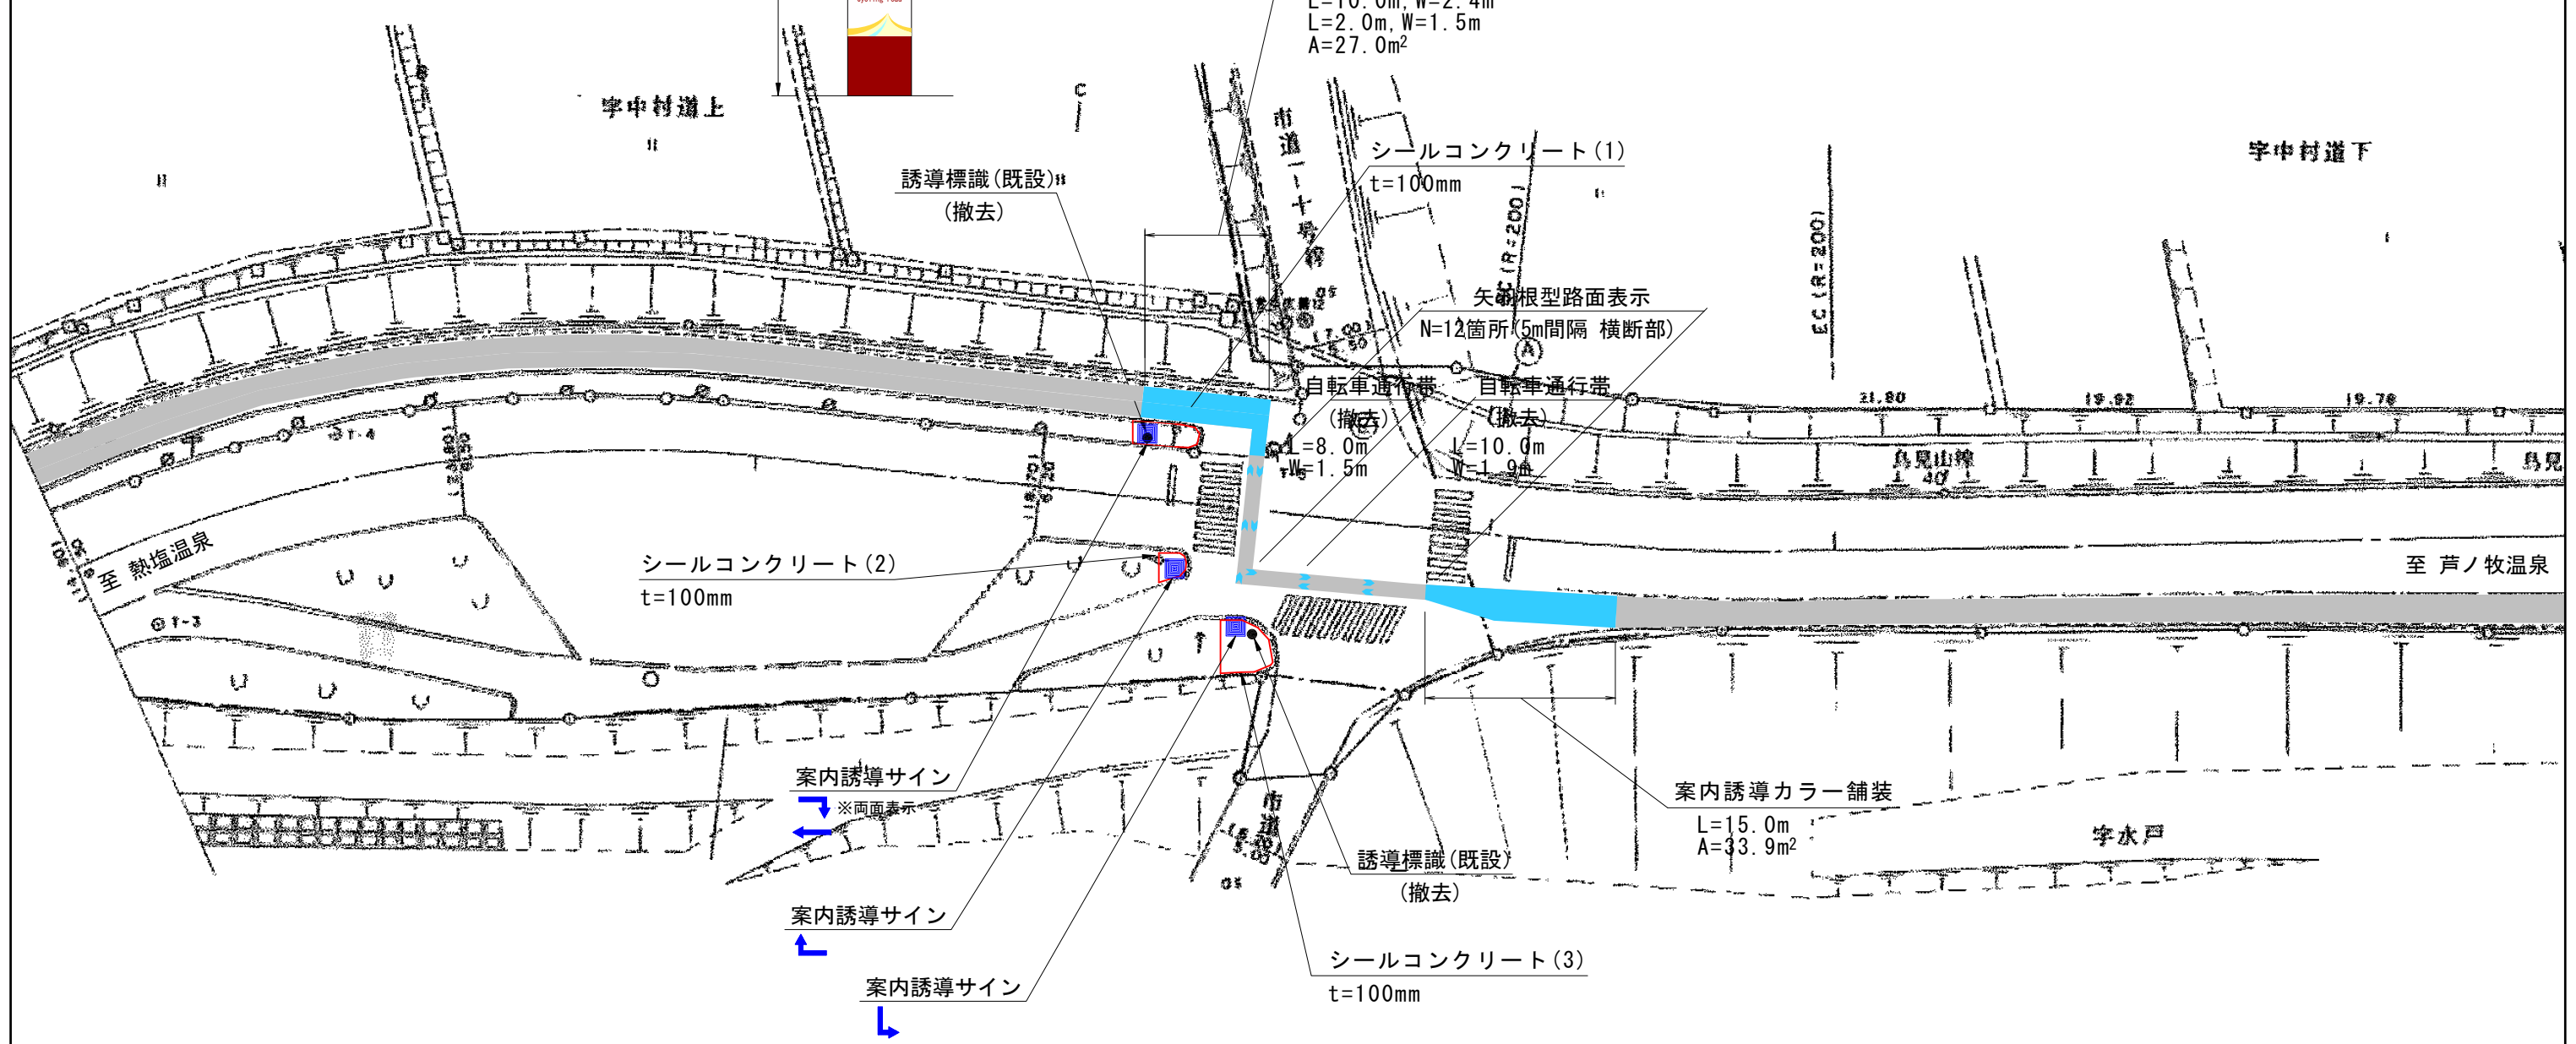 L=10.0m, W=2.4m
L=2.0m, W=1.5m
A=27.0m²
字中村道上
C
市道一十号線
字中村道下
シールコンクリート(1)
t=100mm
誘導標識(既設)
(撤去)
EC(R=200)
矢羽根型路面表示
N=12箇所(5m間隔 横断部)
A
自転車通行帯
(撤去)
L=8.0m
W=1.5m
自転車通行帯
(撤去)
L=10.0m
W=1.9m
21.80
19.92
19.78
鳥見山線
40
鳥見
至 熱塩温泉
至 芦ノ牧温泉
シールコンクリート(2)
t=100mm
T-3
案内誘導サイン
※両面表示
案内誘導カラー舗装
L=15.0m
A=33.9m²
市道
字水戸
誘導標識(既設)
(撤去)
案内誘導サイン
シールコンクリート(3)
t=100mm
案内誘導サイン